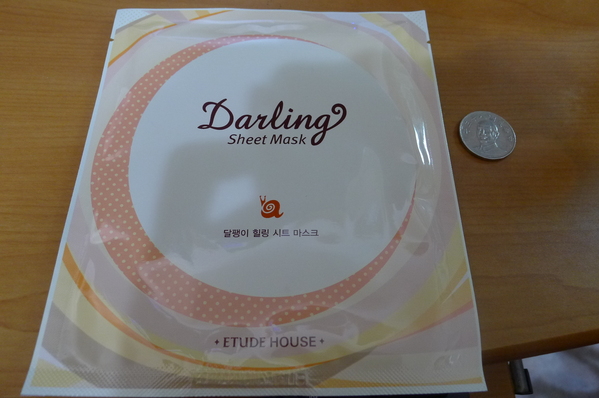 Darling
Sheet Mask
달팽이 힐링 시트 마스크
+ ETUDE HOUSE +